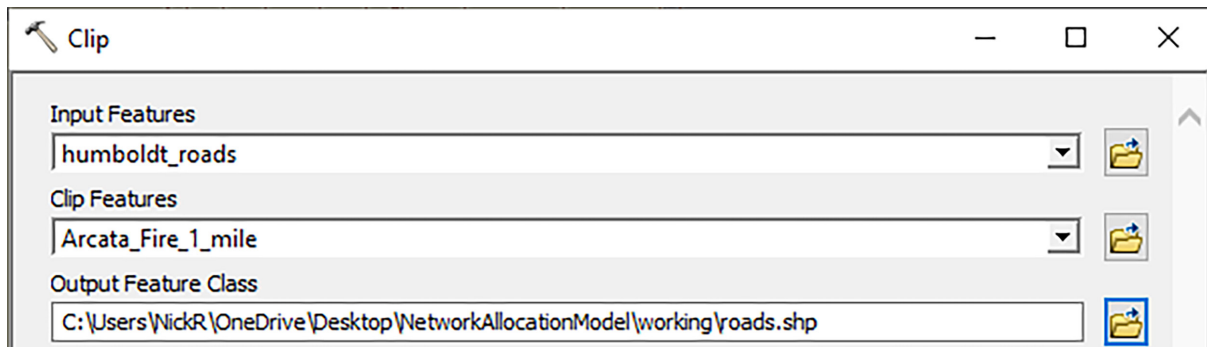 Clip
Input Features
humboldt_roads
Clip Features
Arcata_Fire_1_mile
Output Feature Class
C:\Users\NickR\OneDrive\Desktop\NetworkAllocationModel\working\roads.shp